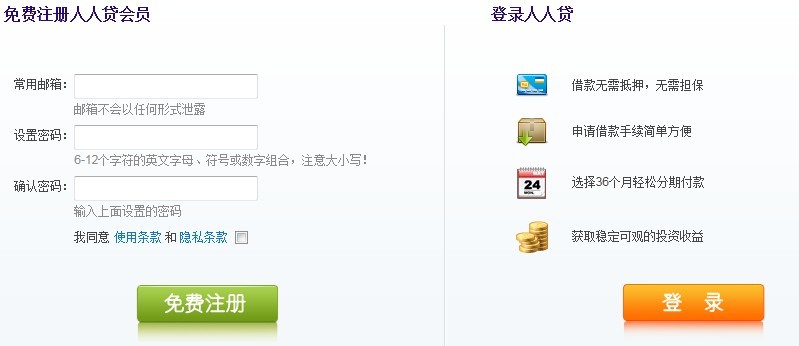 免费注册人人贷会员
常用邮箱：
邮箱不会以任何形式泄露
设置密码：
6-12个字符的英文字母、符号或数字组合，注意大小写！
确认密码：
输入上面设置的密码
我同意 使用条款 和 隐私条款
免费注册
登录人人贷
借款无需抵押，无需担保
申请借款手续简单方便
24
选择36个月轻松分期付款
获取稳定可观的投资收益
登 录